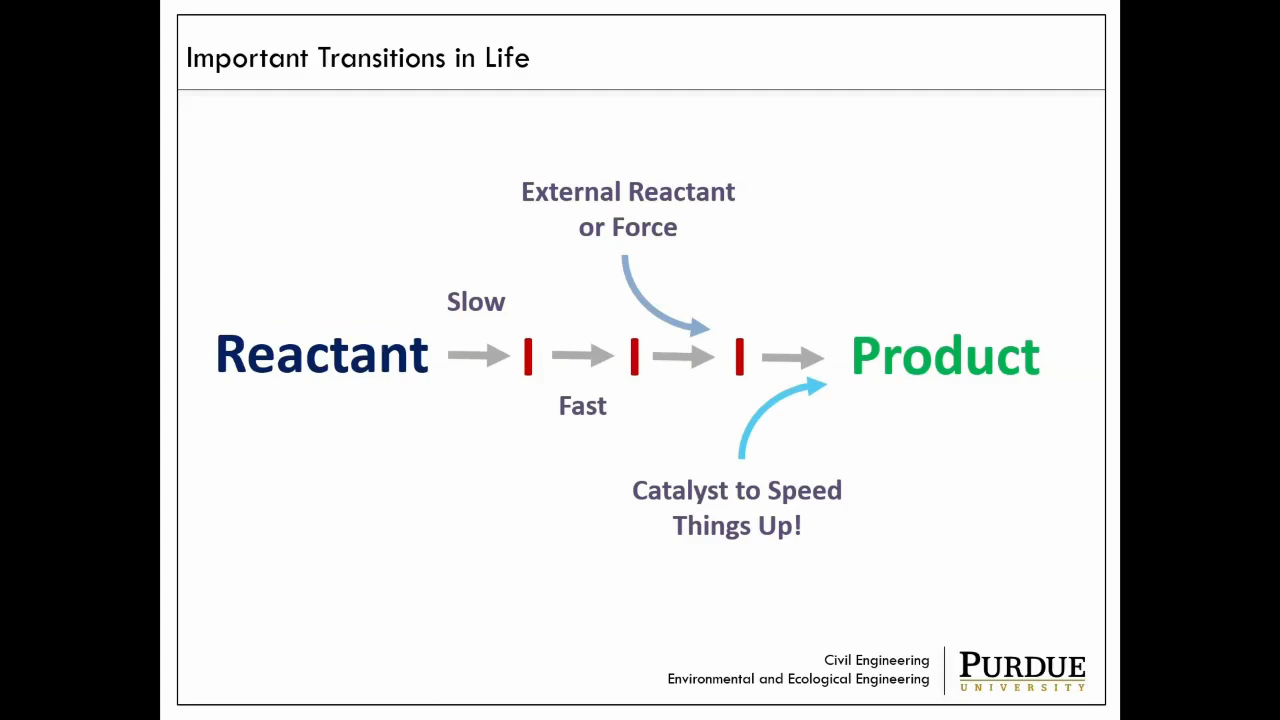 Important Transitions in Life
External Reactant
or Force
Slow
Reactant
Product
Fast
Catalyst to Speed
Things Up!
Civil Engineering
Environmental and Ecological Engineering
PURDUE
UNIVERSITY